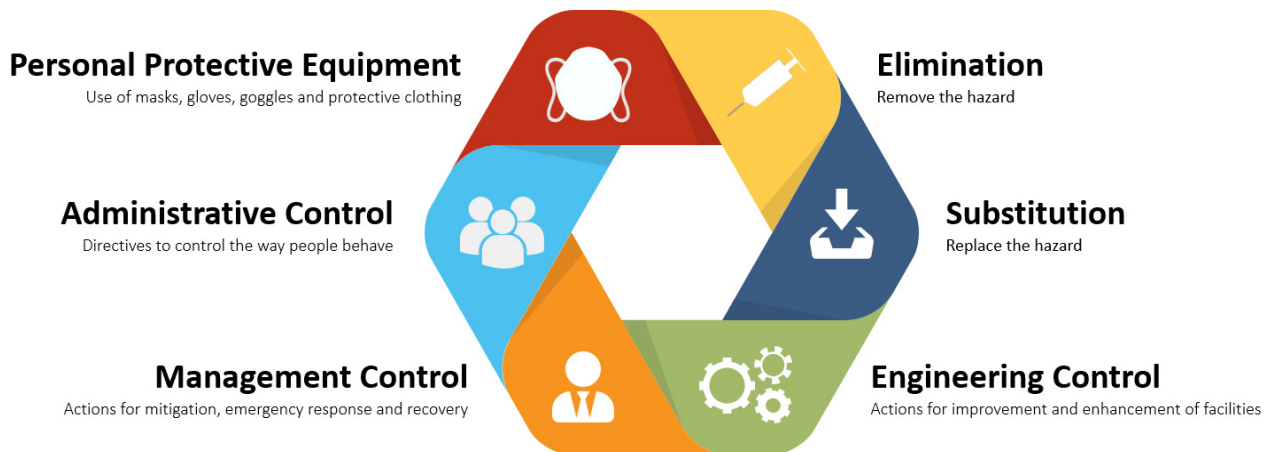 Personal Protective Equipment
Use of masks, gloves, goggles and protective clothing
Elimination
Remove the hazard
Administrative Control
Directives to control the way people behave
Substitution
Replace the hazard
Management Control
Actions for mitigation, emergency response and recovery
Engineering Control
Actions for improvement and enhancement of facilities